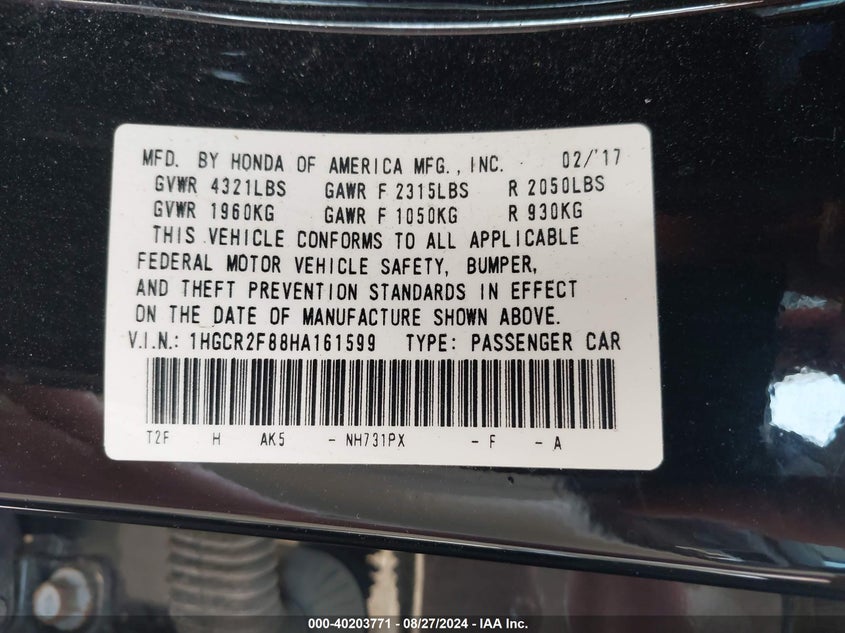 MFD. BY HONDA OF AMERICA MFG., INC. 02/'17
GVWR 4321LBS GAWR F 2315LBS R 2050LBS
GVWR 1960KG GAWR F 1050KG R 930KG
THIS VEHICLE CONFORMS TO ALL APPLICABLE
FEDERAL MOTOR VEHICLE SAFETY, BUMPER,
AND THEFT PREVENTION STANDARDS IN EFFECT
ON THE DATE OF MANUFACTURE SHOWN ABOVE.
V.I.N.: 1HGCR2F88HA161599 TYPE: PASSENGER CAR
T2F H AK5 - NH731PX - F - A
000-40203771 - 08/27/2024 - IAA Inc.